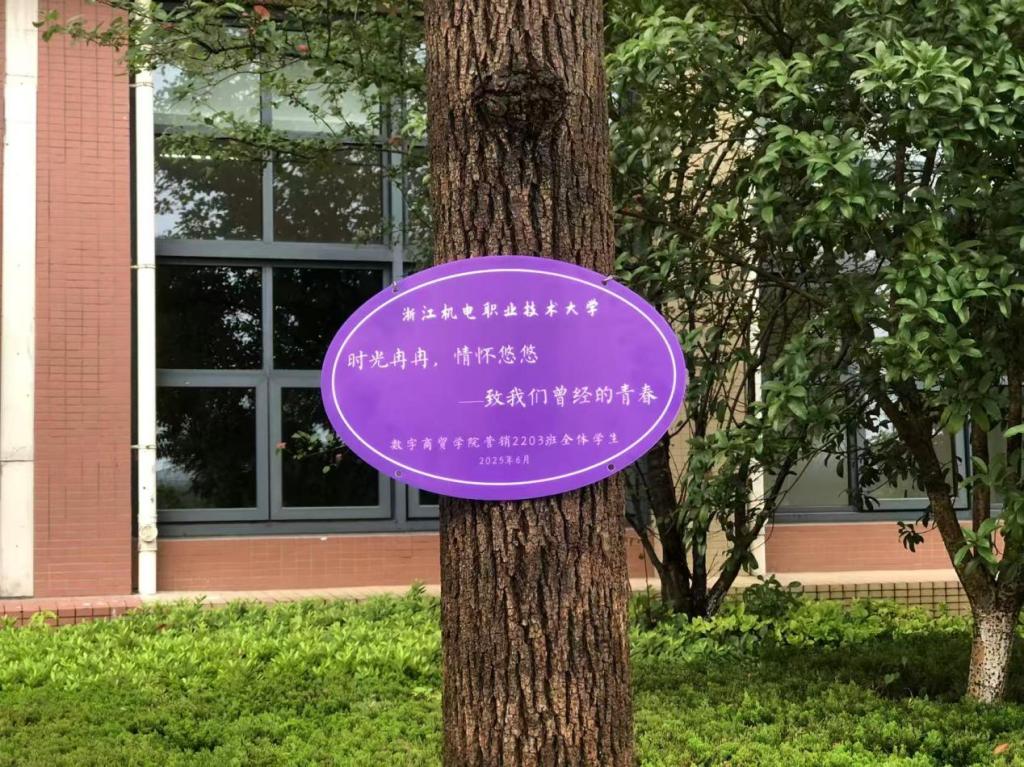 浙江机电职业技术大学
时光冉冉，情怀悠悠
——致我们曾经的青春
数字商贸学院营销2203班全体学生
2025年6月